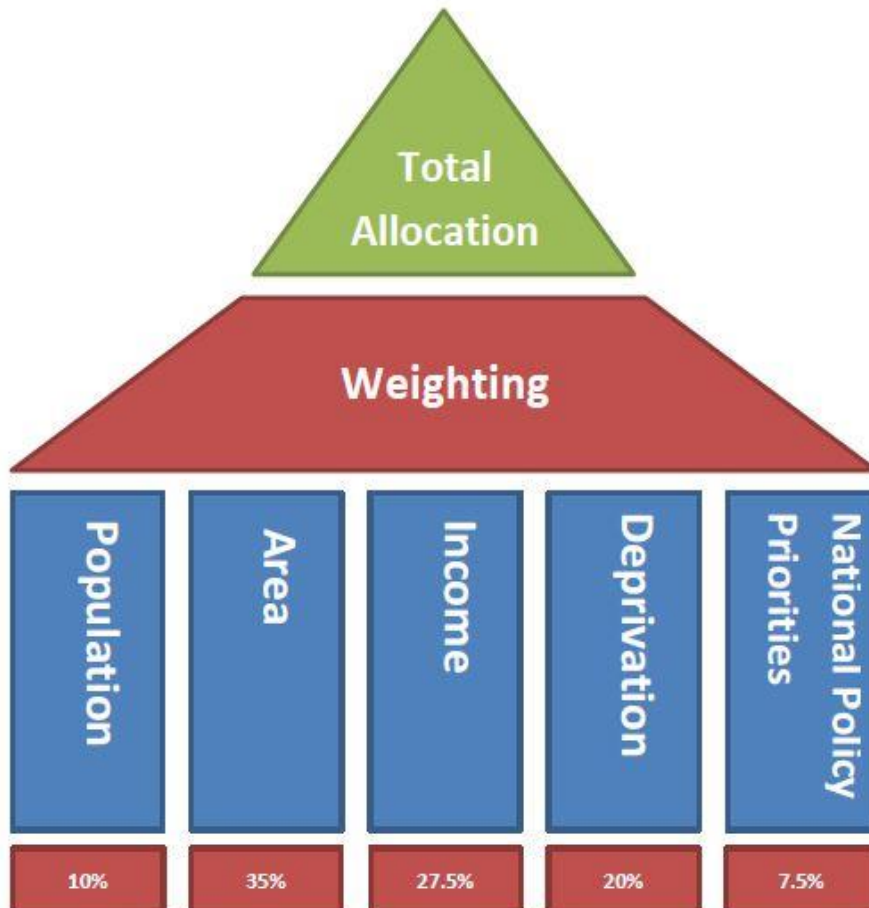 Total
Allocation
Weighting
Population
Area
Income
Deprivation
National Policy
Priorities
10%
35%
27.5%
20%
7.5%